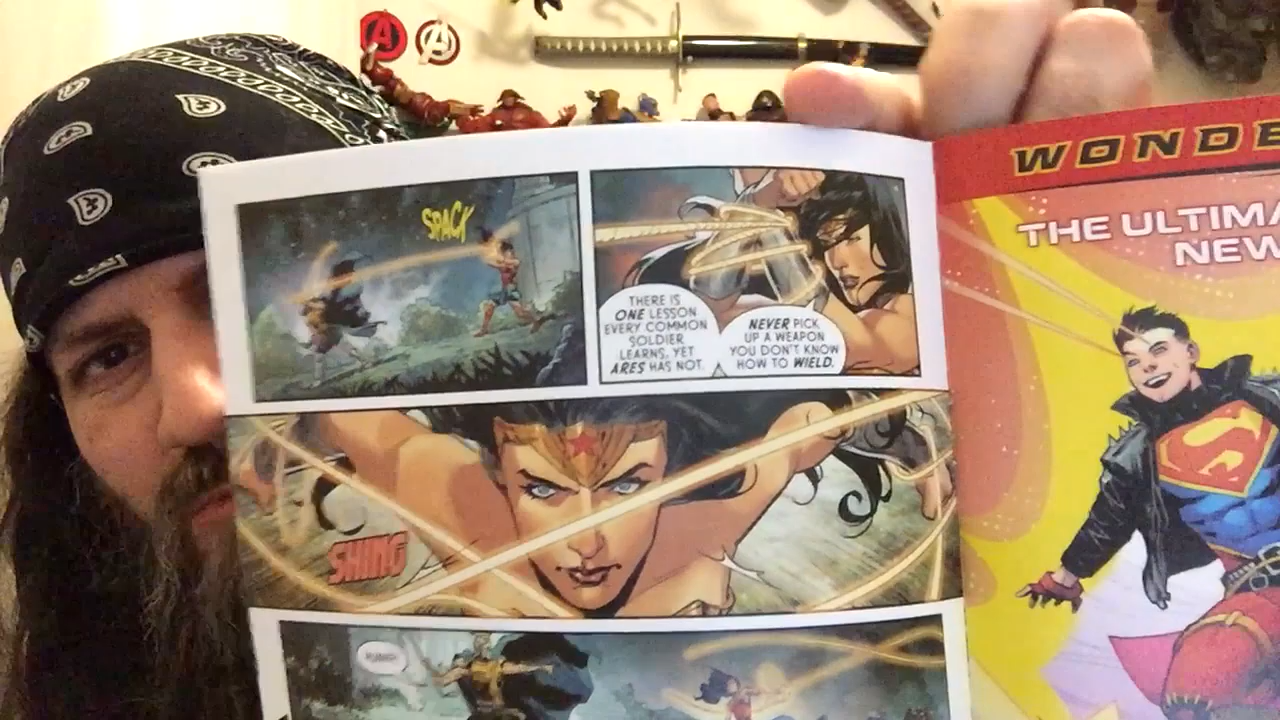 SPACK
THERE IS
ONE LESSON
EVERY COMMON
SOLDIER
LEARNS, YET
ARES HAS NOT.
NEVER PICK
UP A WEAPON
YOU DON'T KNOW
HOW TO WIELD.
SHING
WONDE
THE ULTIMA
NEW